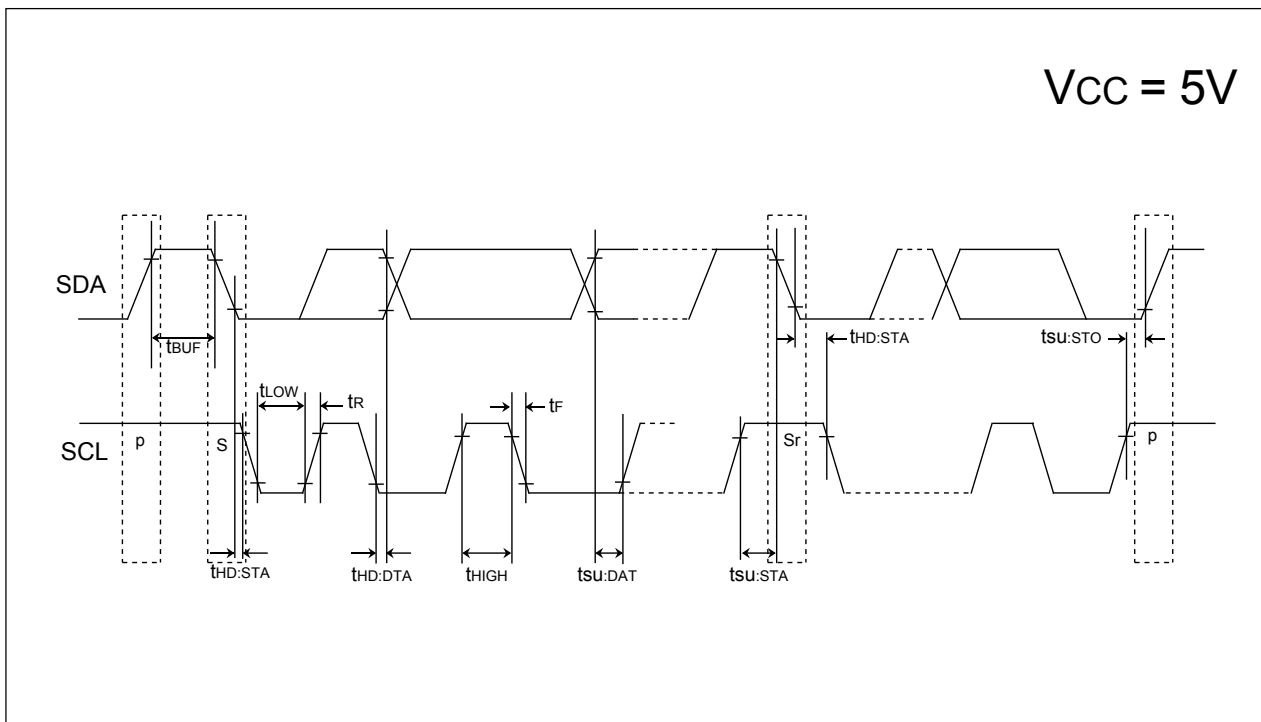 VCC = 5V
SDA
tBUF
tHD:STA
tsu:STO
tLOW
tR
tF
SCL
p
S
Sr
p
tHD:STA
tHD:DTA
tHIGH
tsu:DAT
tsu:STA